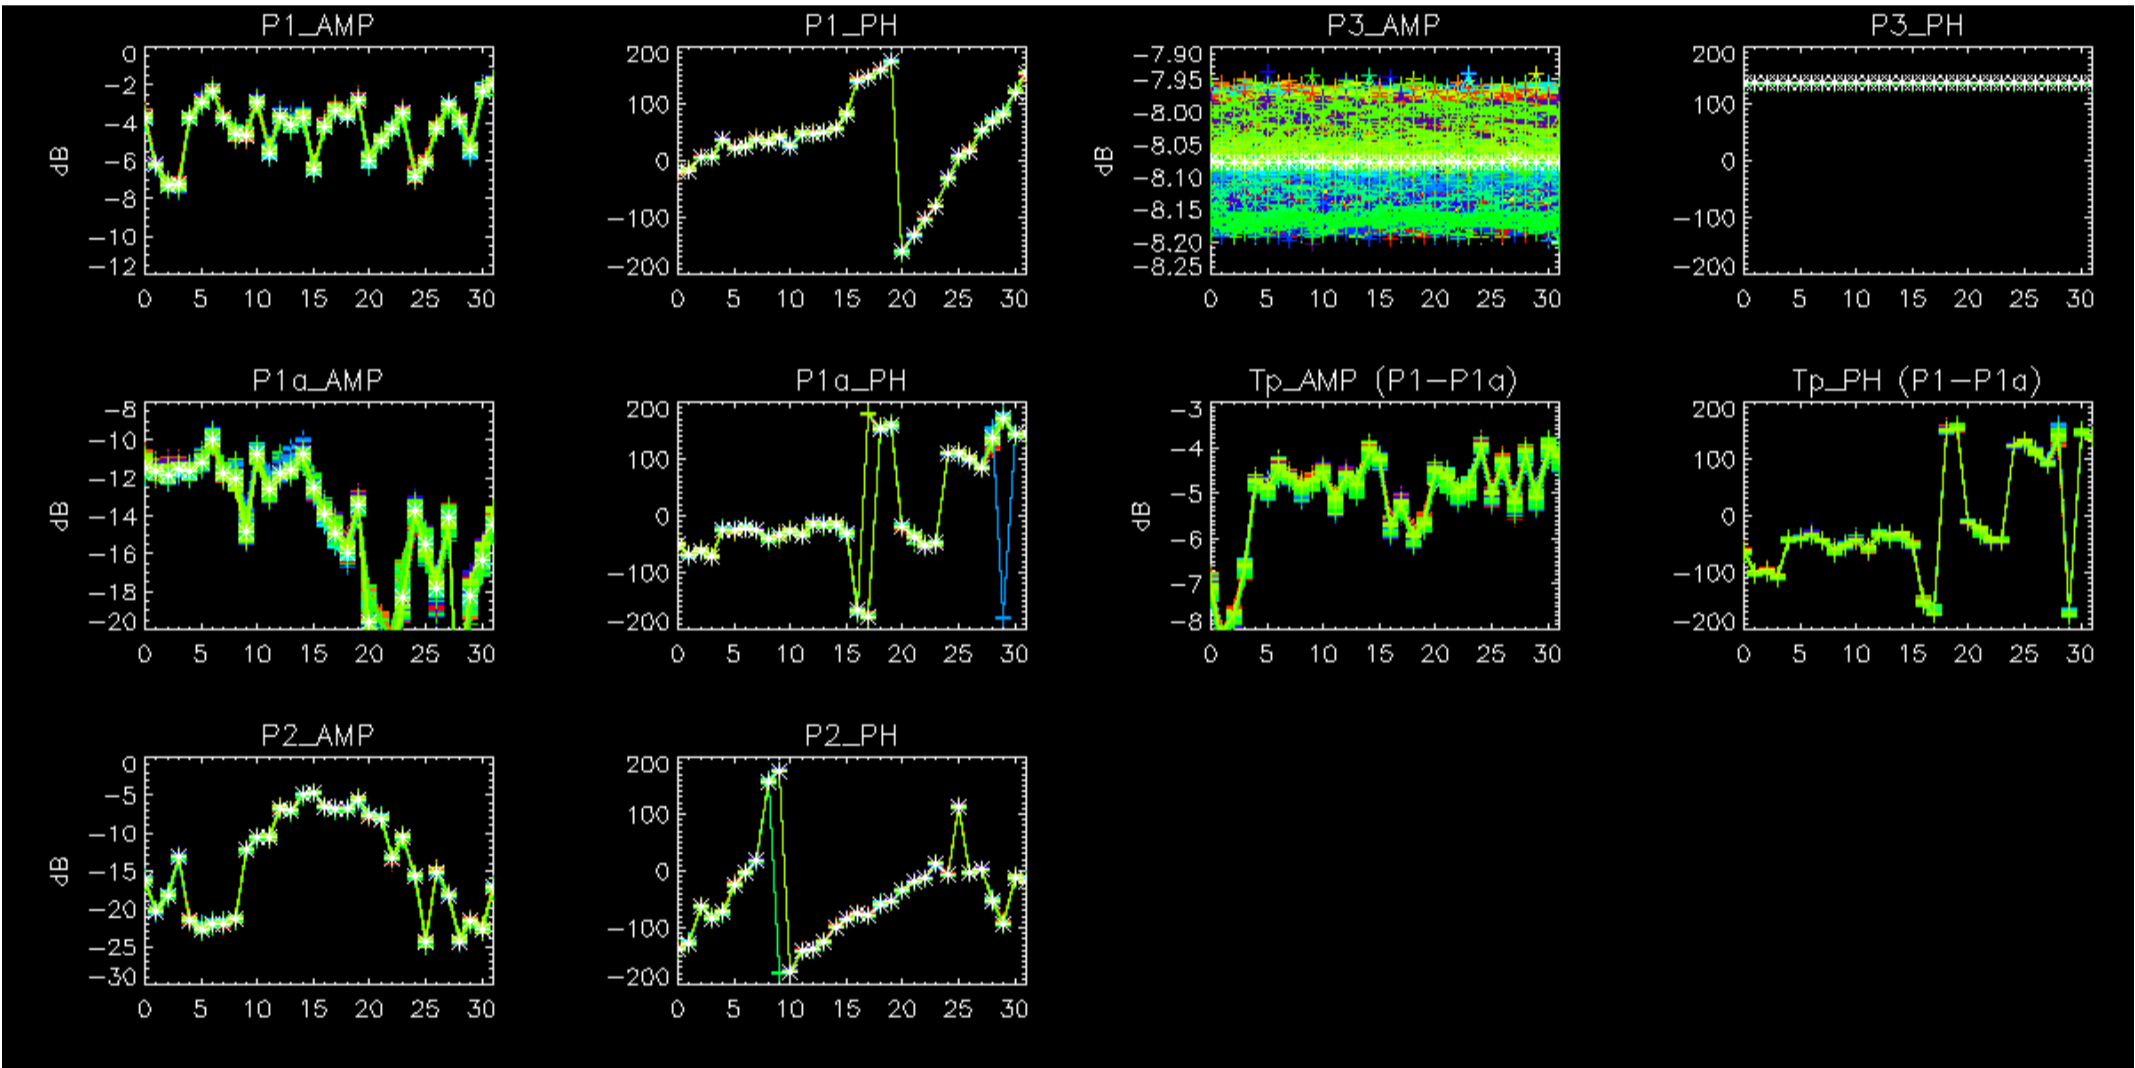 P1_AMP P1_PH P3_AMP P3_PH
0 200 -7.90 200
-2 -7.95
100 -8.00 100
-4 -8.05
dB -6 0 dB -8.10 0
-8 -8.15
-100 -100
-10 -8.20
-12 -200 -8.25 -200
0 5 10 15 20 25 30 0 5 10 15 20 25 30 0 5 10 15 20 25 30 0 5 10 15 20 25 30
P1a_AMP P1a_PH Tp_AMP (P1-P1a) Tp_PH (P1-P1a)
-8 200 -3 200
-10 100 -4 100
-12
dB -14 0 dB -5 0
-16 -6
-100 -7 -100
-18
-20 -200 -8 -200
0 5 10 15 20 25 30 0 5 10 15 20 25 30 0 5 10 15 20 25 30 0 5 10 15 20 25 30
P2_AMP P2_PH
0 200
-5 100
-10
dB -15 0
-20 -100
-25
-30 -200
0 5 10 15 20 25 30 0 5 10 15 20 25 30